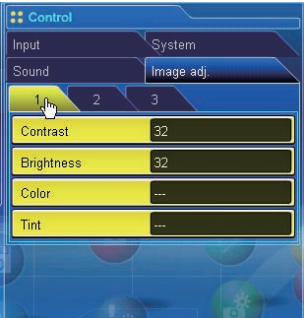 Control
Input System
Sound Image adj.
1 2 3
Contrast 32
Brightness 32
Color ---
Tint ---